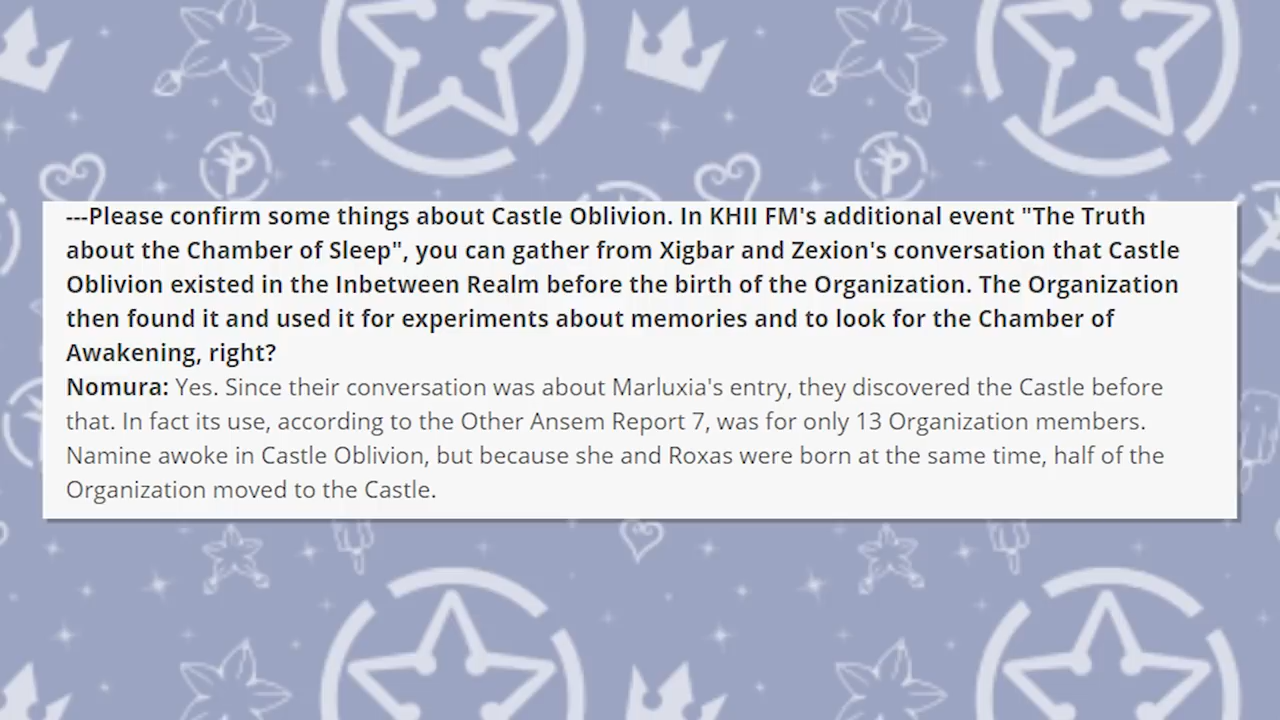 ---Please confirm some things about Castle Oblivion. In KHII FM's additional event "The Truth
about the Chamber of Sleep", you can gather from Xigbar and Zexion's conversation that Castle
Oblivion existed in the Inbetween Realm before the birth of the Organization. The Organization
then found it and used it for experiments about memories and to look for the Chamber of
Awakening, right?
Nomura: Yes. Since their conversation was about Marluxia's entry, they discovered the Castle before
that. In fact its use, according to the Other Ansem Report 7, was for only 13 Organization members.
Namine awoke in Castle Oblivion, but because she and Roxas were born at the same time, half of the
Organization moved to the Castle.